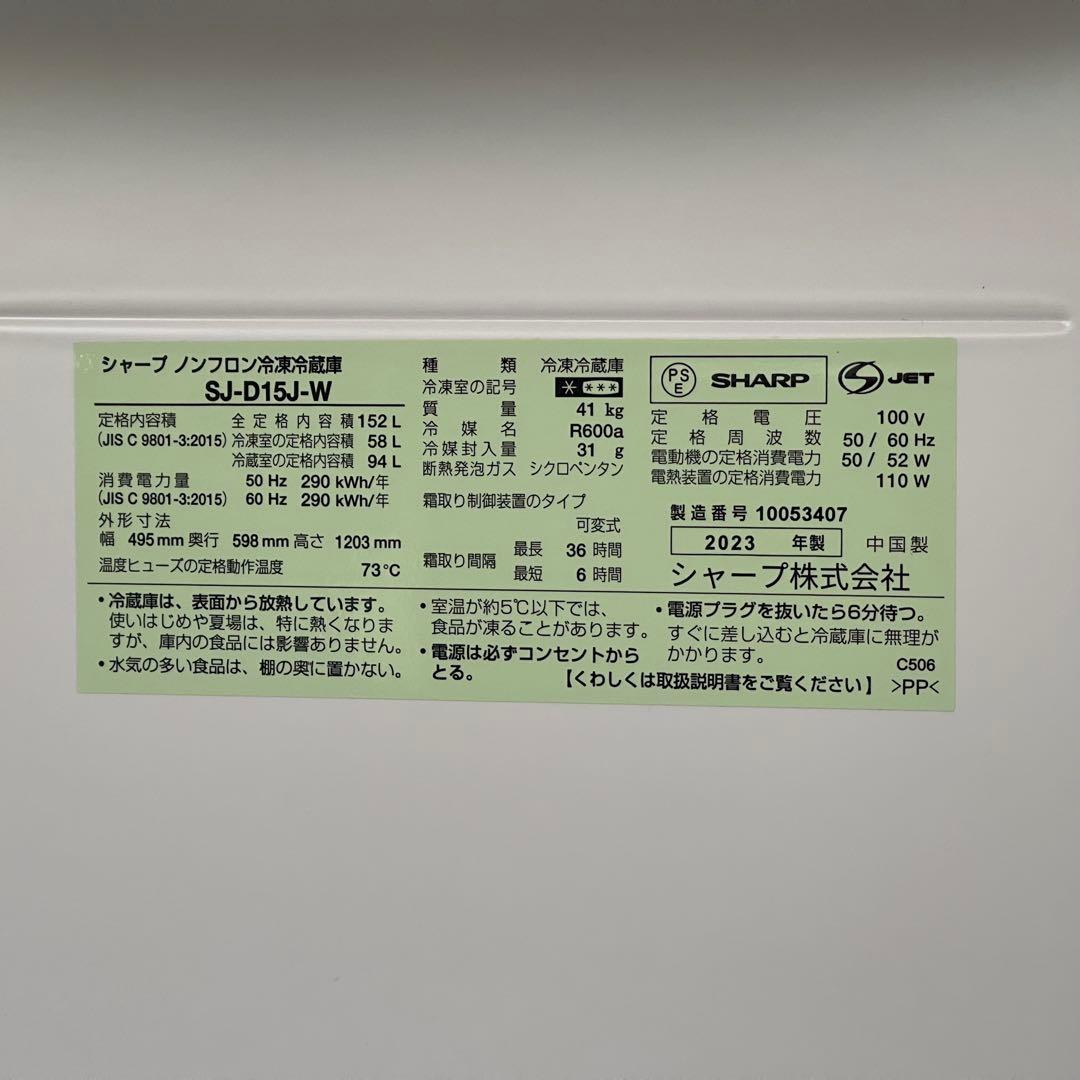 シャープ ノンフロン冷凍冷蔵庫
SJ-D15J-W
定格内容積 全定格内容積 152 L
(JIS C 9801-3:2015) 冷凍室の定格内容積 58 L
冷蔵室の定格内容積 94 L
消費電力量 50 Hz 290 kWh/年
(JIS C 9801-3:2015) 60 Hz 290 kWh/年
外形寸法
幅 495 mm 奥行 598 mm 高さ 1203 mm
温度ヒューズの定格動作温度 73℃
種類 冷凍冷蔵庫
冷凍室の記号 * ***
質量 41 kg
冷媒名 R600a
冷媒封入量 31 g
断熱発泡ガス シクロペンタン
霜取り制御装置のタイプ
可変式
霜取り間隔 最長 36 時間
最短 6 時間
PSE SHARP JET
定格電圧 100 V
定格周波数 50 / 60 Hz
電動機の定格消費電力 50 / 52 W
電熱装置の定格消費電力 110 W
製造番号 10053407
2023 年製 中国製
シャープ株式会社
・冷蔵庫は、表面から放熱しています。
使いはじめや夏場は、特に熱くなりま
すが、庫内の食品には影響ありません。
・水気の多い食品は、棚の奥に置かない。
・室温が約5℃以下では、
食品が凍ることがあります。
・電源は必ずコンセントから
とる。
・電源プラグを抜いたら6分待つ。
すぐに差し込むと冷蔵庫に無理が
かかります。
C506
【くわしくは取扱説明書をご覧ください】 >PP<